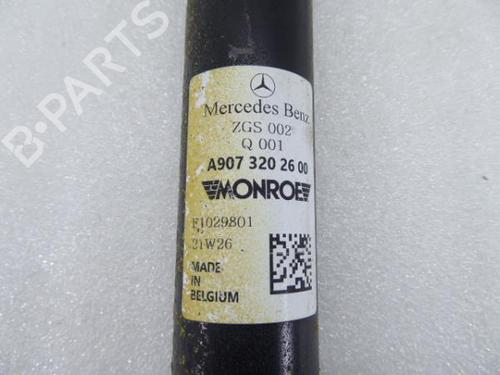 Mercedes Benz
ZGS 002
Q 001
A907 320 26 00
MONROE
F1029801
21W26
MADE
IN
BELGIUM
B-PARTS